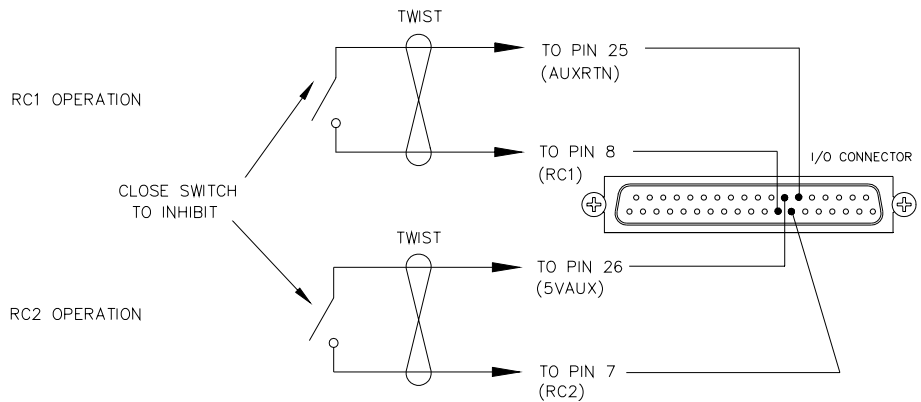 TWIST
TO PIN 25
(AUXRTN)
RC1 OPERATION
TO PIN 8
(RC1)
I/O CONNECTOR
CLOSE SWITCH
TO INHIBIT
TWIST
TO PIN 26
(5VAUX)
RC2 OPERATION
TO PIN 7
(RC2)